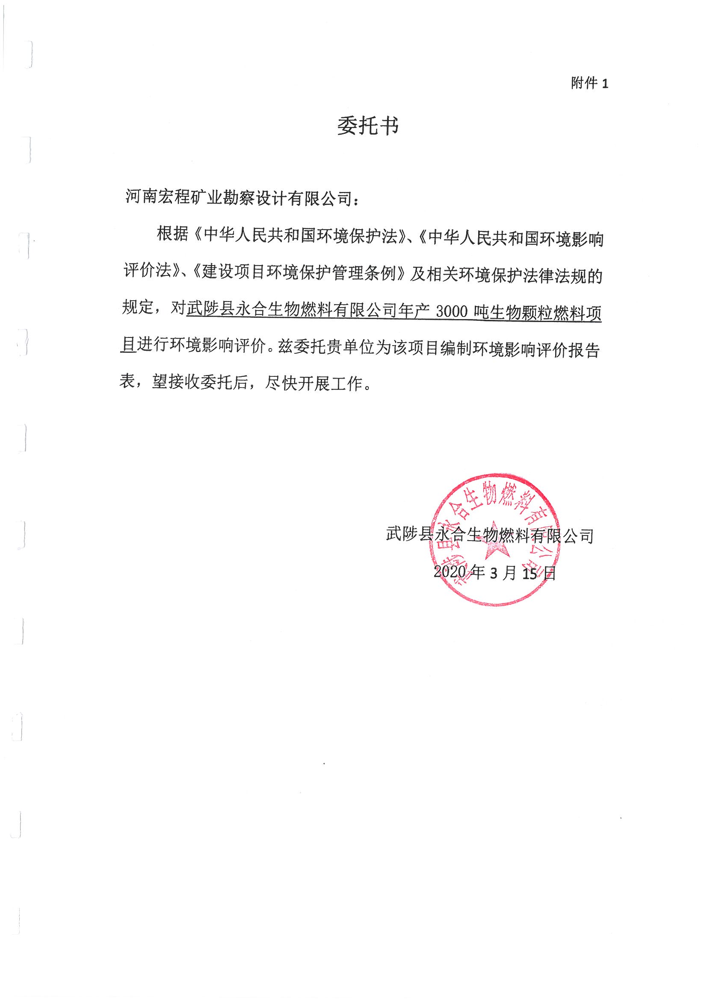 附件 1
委托书
河南宏程矿业勘察设计有限公司：
根据《中华人民共和国环境保护法》、《中华人民共和国环境影响
评价法》、《建设项目环境保护管理条例》及相关环境保护法律法规的
规定，对武陟县永合生物燃料有限公司年产 3000 吨生物颗粒燃料项
目进行环境影响评价。兹委托贵单位为该项目编制环境影响评价报告
表，望接收委托后，尽快开展工作。
武陟县永合生物燃料有限公司
武陟县永合生物燃料有限公司
2020 年 3 月 15 日